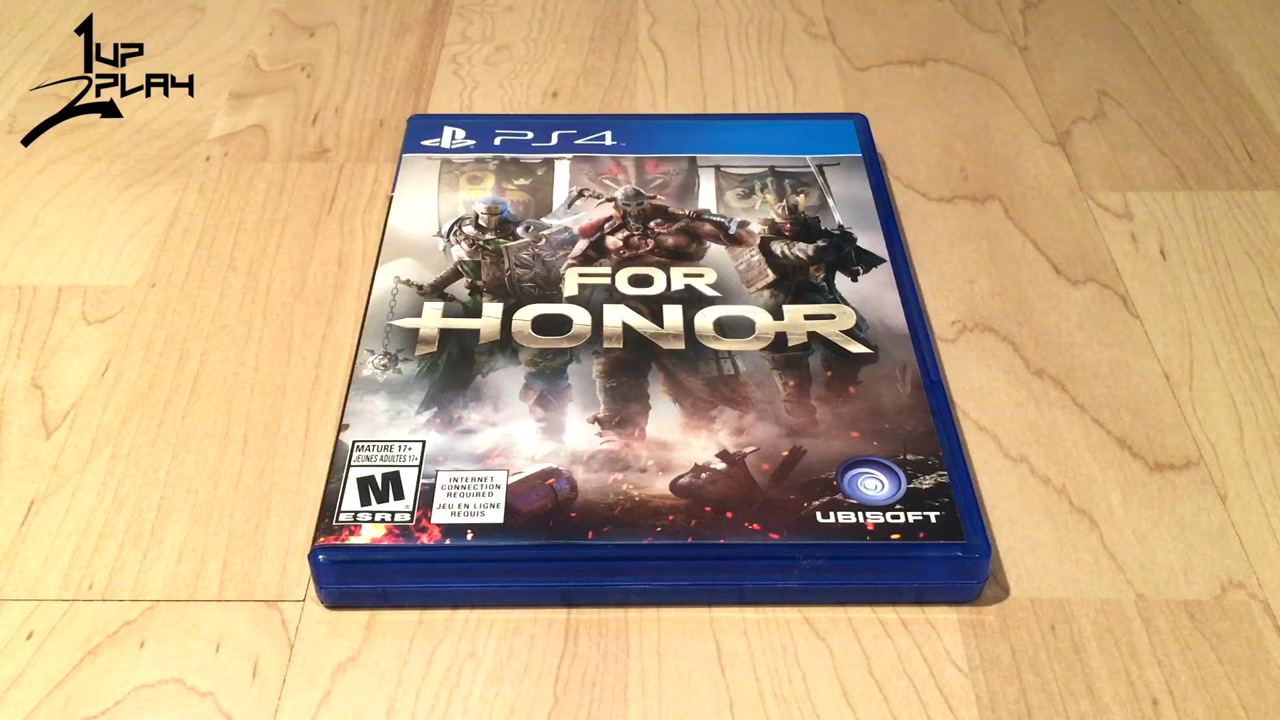 1UP
2PLAY
PS4
FOR
HONOR
MATURE 17+
JEUNES ADULTES 17+
M
ESRB
INTERNET
CONNECTION
REQUIRED
JEU EN LIGNE
REQUIS
UBISOFT